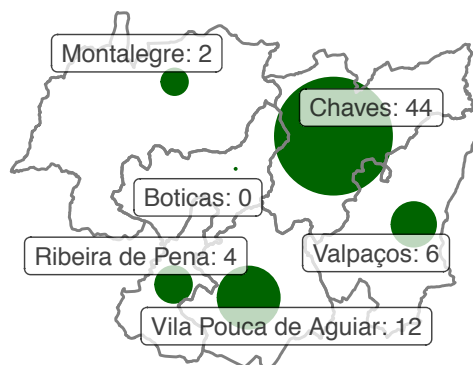 Montalegre: 2
Chaves: 44
Boticas: 0
Ribeira de Pena: 4
Valpaços: 6
Vila Pouca de Aguiar: 12